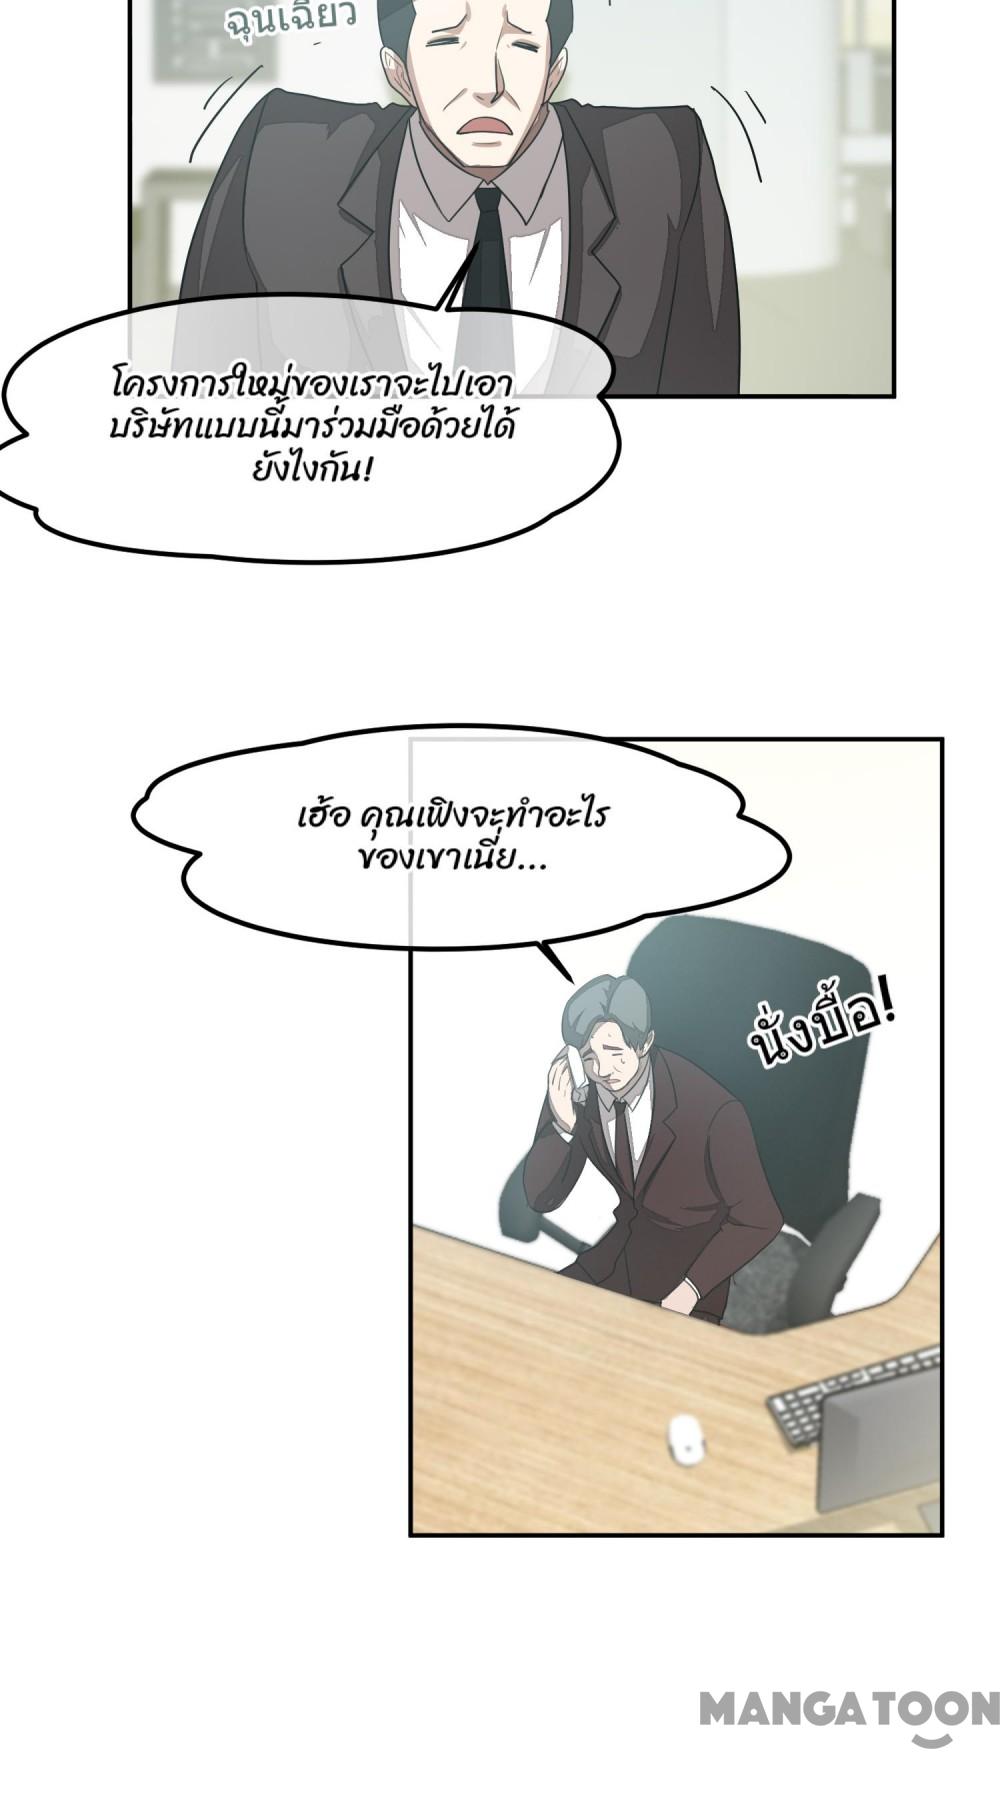 ฉุนเฉียว
โครงการใหม่ของเราจะไปเอา
บริษัทแบบนี้มาร่วมมือด้วยได้
ยังไงกัน!
เฮ้อ คุณเฟิงจะทำอะไร
ของเขาเนี่ย...
นั่งบื้อ!
MANGATOON